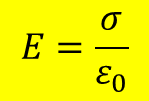 E = σ/ε₀